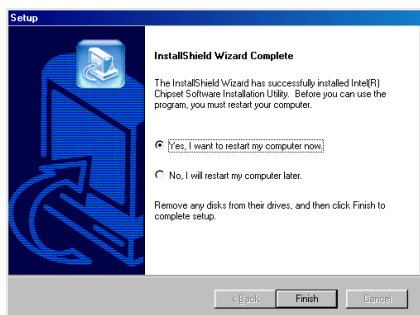 Setup
InstallShield Wizard Complete
The InstallShield Wizard has successfully installed Intel(R)
Chipset Software Installation Utility. Before you can use the
program, you must restart your computer.
Yes, I want to restart my computer now.
No, I will restart my computer later.
Remove any disks from their drives, and then click Finish to
complete setup.
< Back Finish Cancel